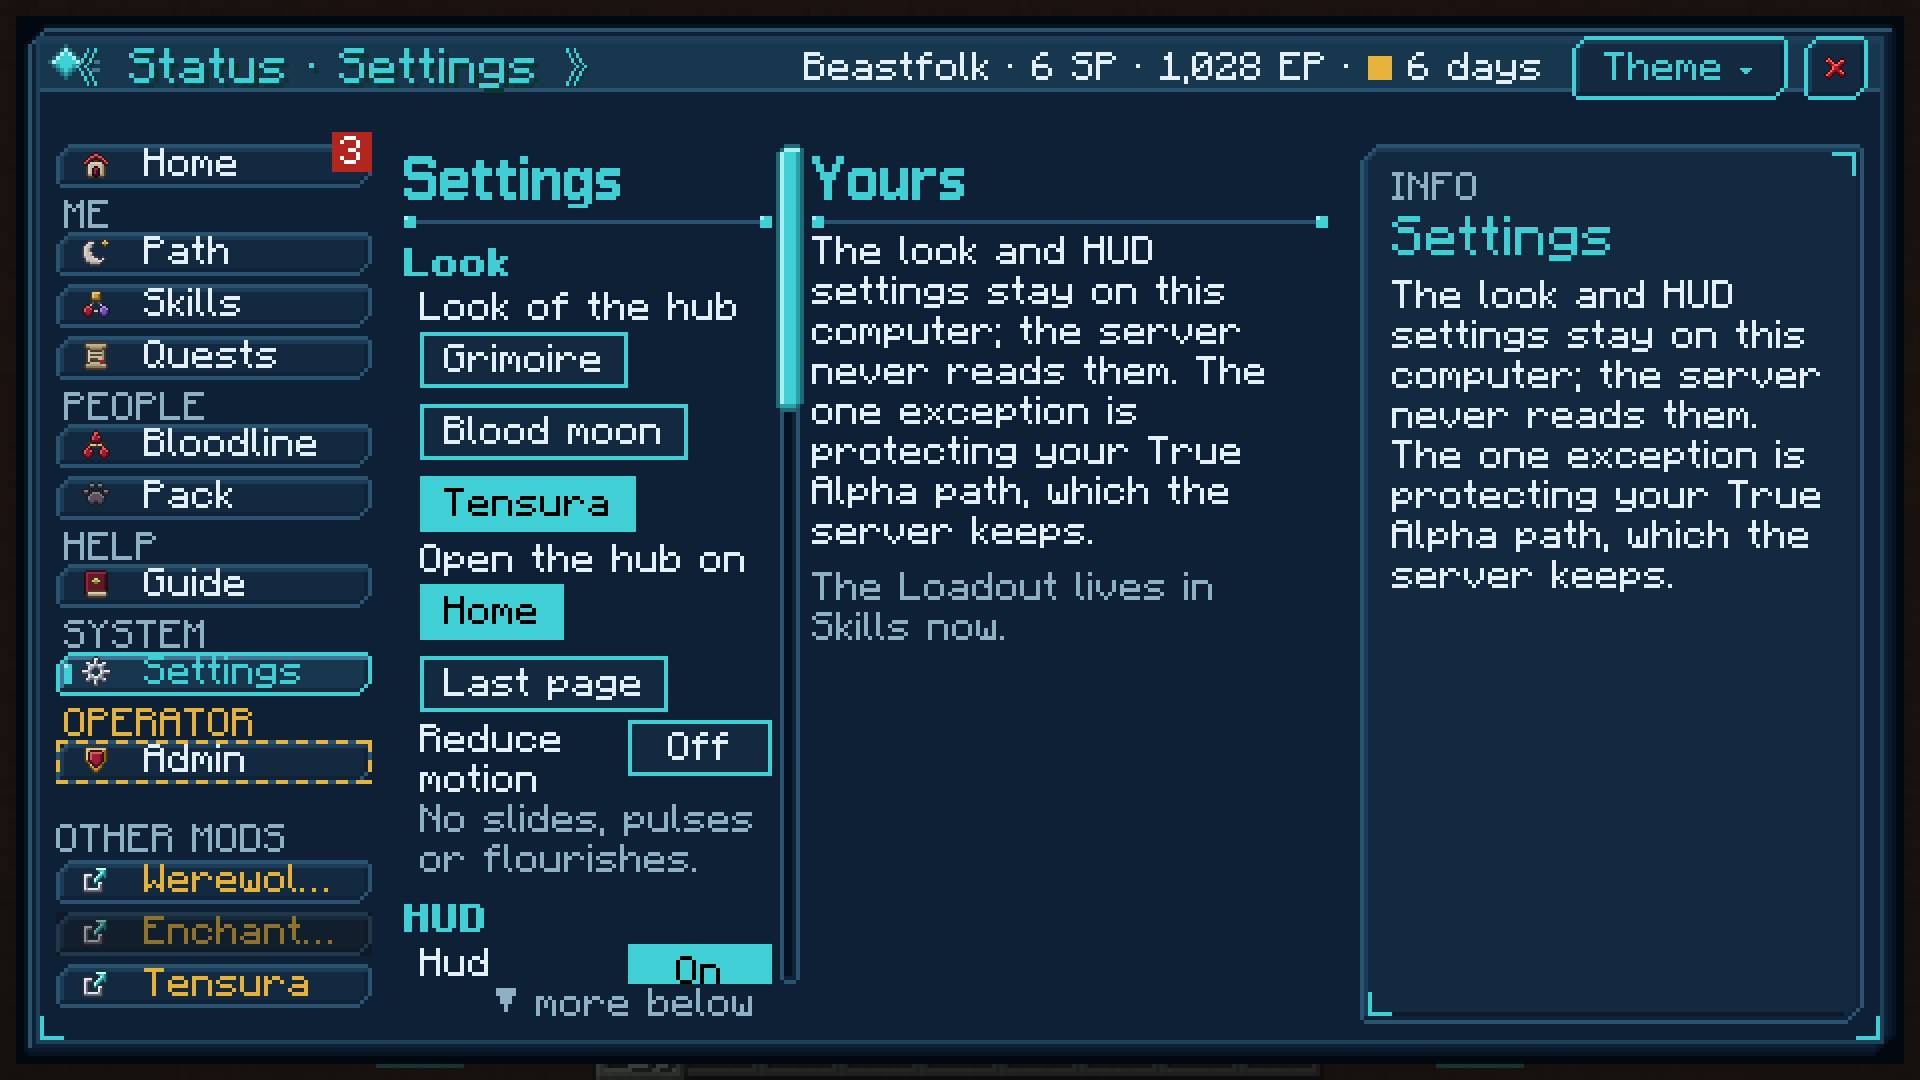 Status · Settings
Beastfolk · 6 SP · 1,028 EP · 6 days
Theme
Home
3
ME
Path
Skills
Quests
PEOPLE
Bloodline
Pack
HELP
Guide
SYSTEM
Settings
OPERATOR
Admin
OTHER MODS
Werewol...
Enchant...
Tensura
Settings
Look
Look of the hub
Grimoire
Blood moon
Tensura
Open the hub on
Home
Last page
Reduce
motion
Off
No slides, pulses
or flourishes.
HUD
Hud
On
more below
Yours
The look and HUD
settings stay on this
computer; the server
never reads them. The
one exception is
protecting your True
Alpha path, which the
server keeps.
The Loadout lives in
Skills now.
INFO
Settings
The look and HUD
settings stay on this
computer; the server
never reads them.
The one exception is
protecting your True
Alpha path, which the
server keeps.